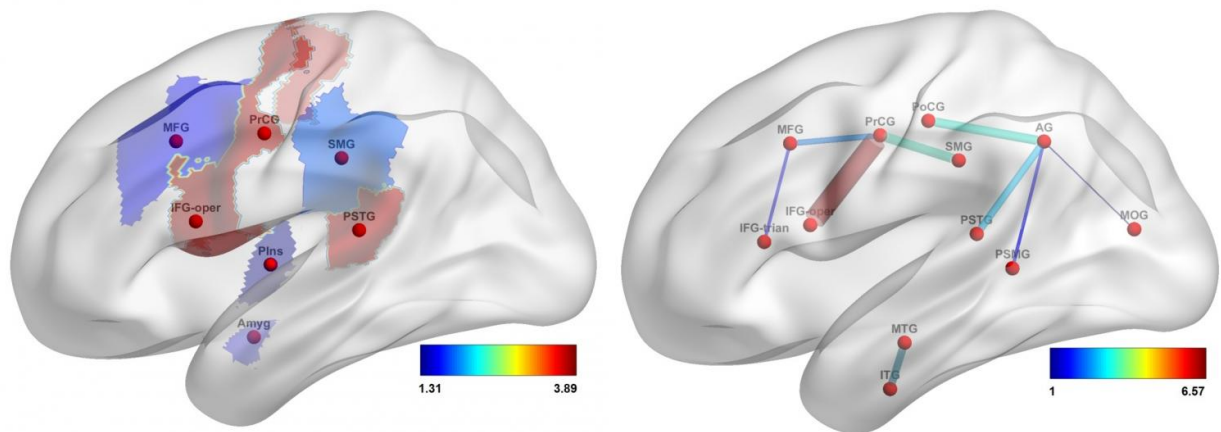 MFG
PrCG
SMG
IFG-oper
PSTG
PIns
Amyg
1.31
3.89
PoCG
MFG
PrCG
AG
SMG
IFG-oper
IFG-trian
PSTG
MOG
PSMG
MTG
ITG
1
6.57